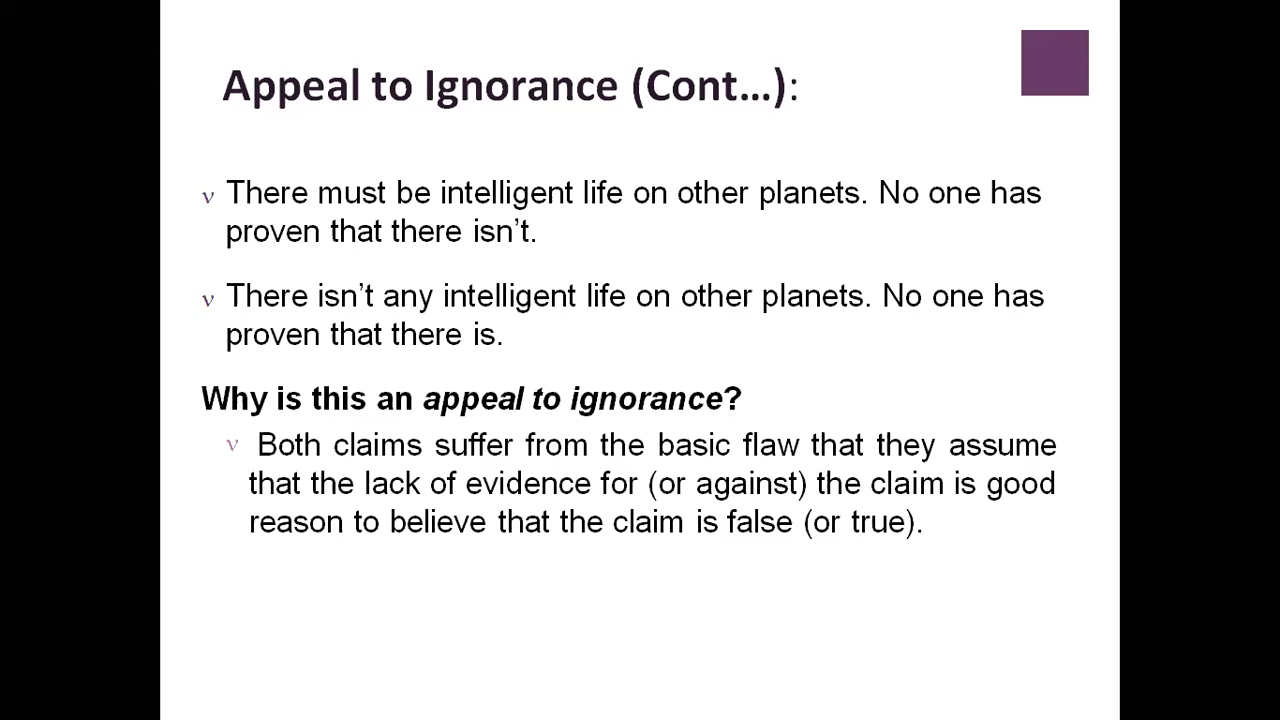 Appeal to Ignorance (Cont…):
ν There must be intelligent life on other planets. No one has
proven that there isn’t.
ν There isn’t any intelligent life on other planets. No one has
proven that there is.
Why is this an appeal to ignorance?
ν Both claims suffer from the basic flaw that they assume
that the lack of evidence for (or against) the claim is good
reason to believe that the claim is false (or true).